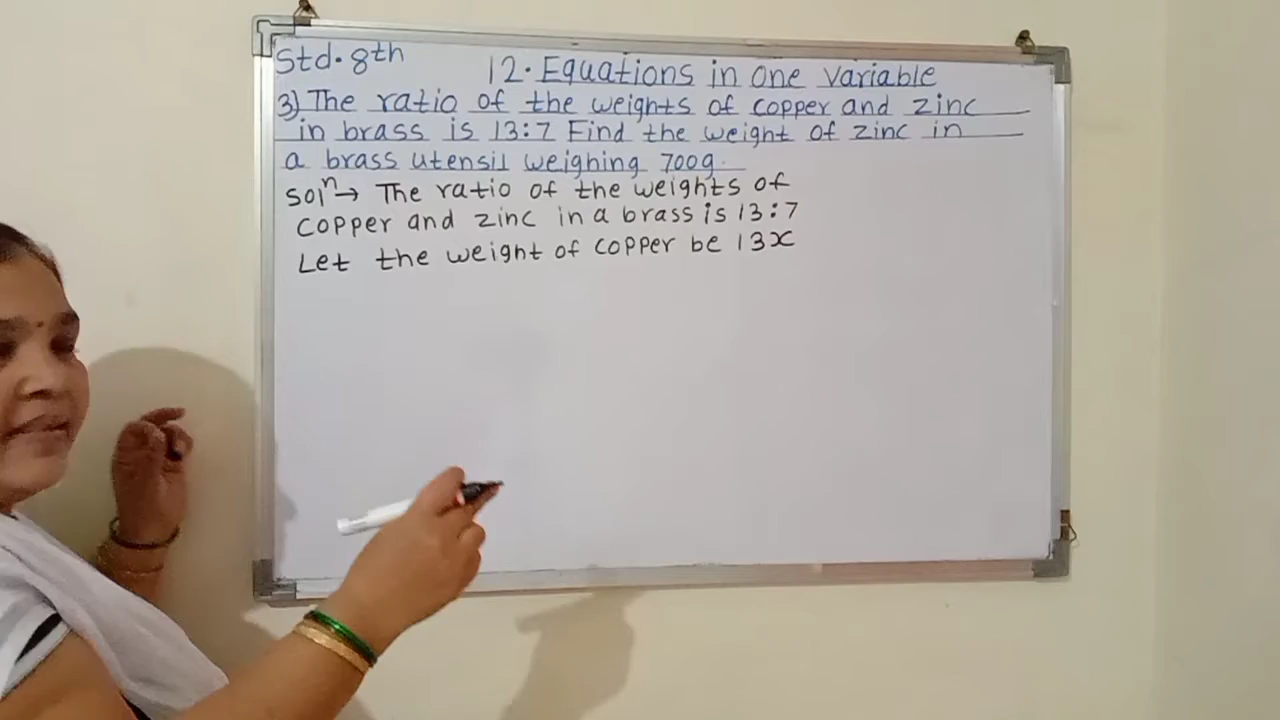 Std. 8th
12. Equations in one variable
3) The ratio of the weights of copper and zinc
in brass is 13:7 Find the weight of zinc in
a brass utensil weighing 700g.
Solⁿ→ The ratio of the weights of
copper and zinc in a brass is 13:7
Let the weight of copper be 13x